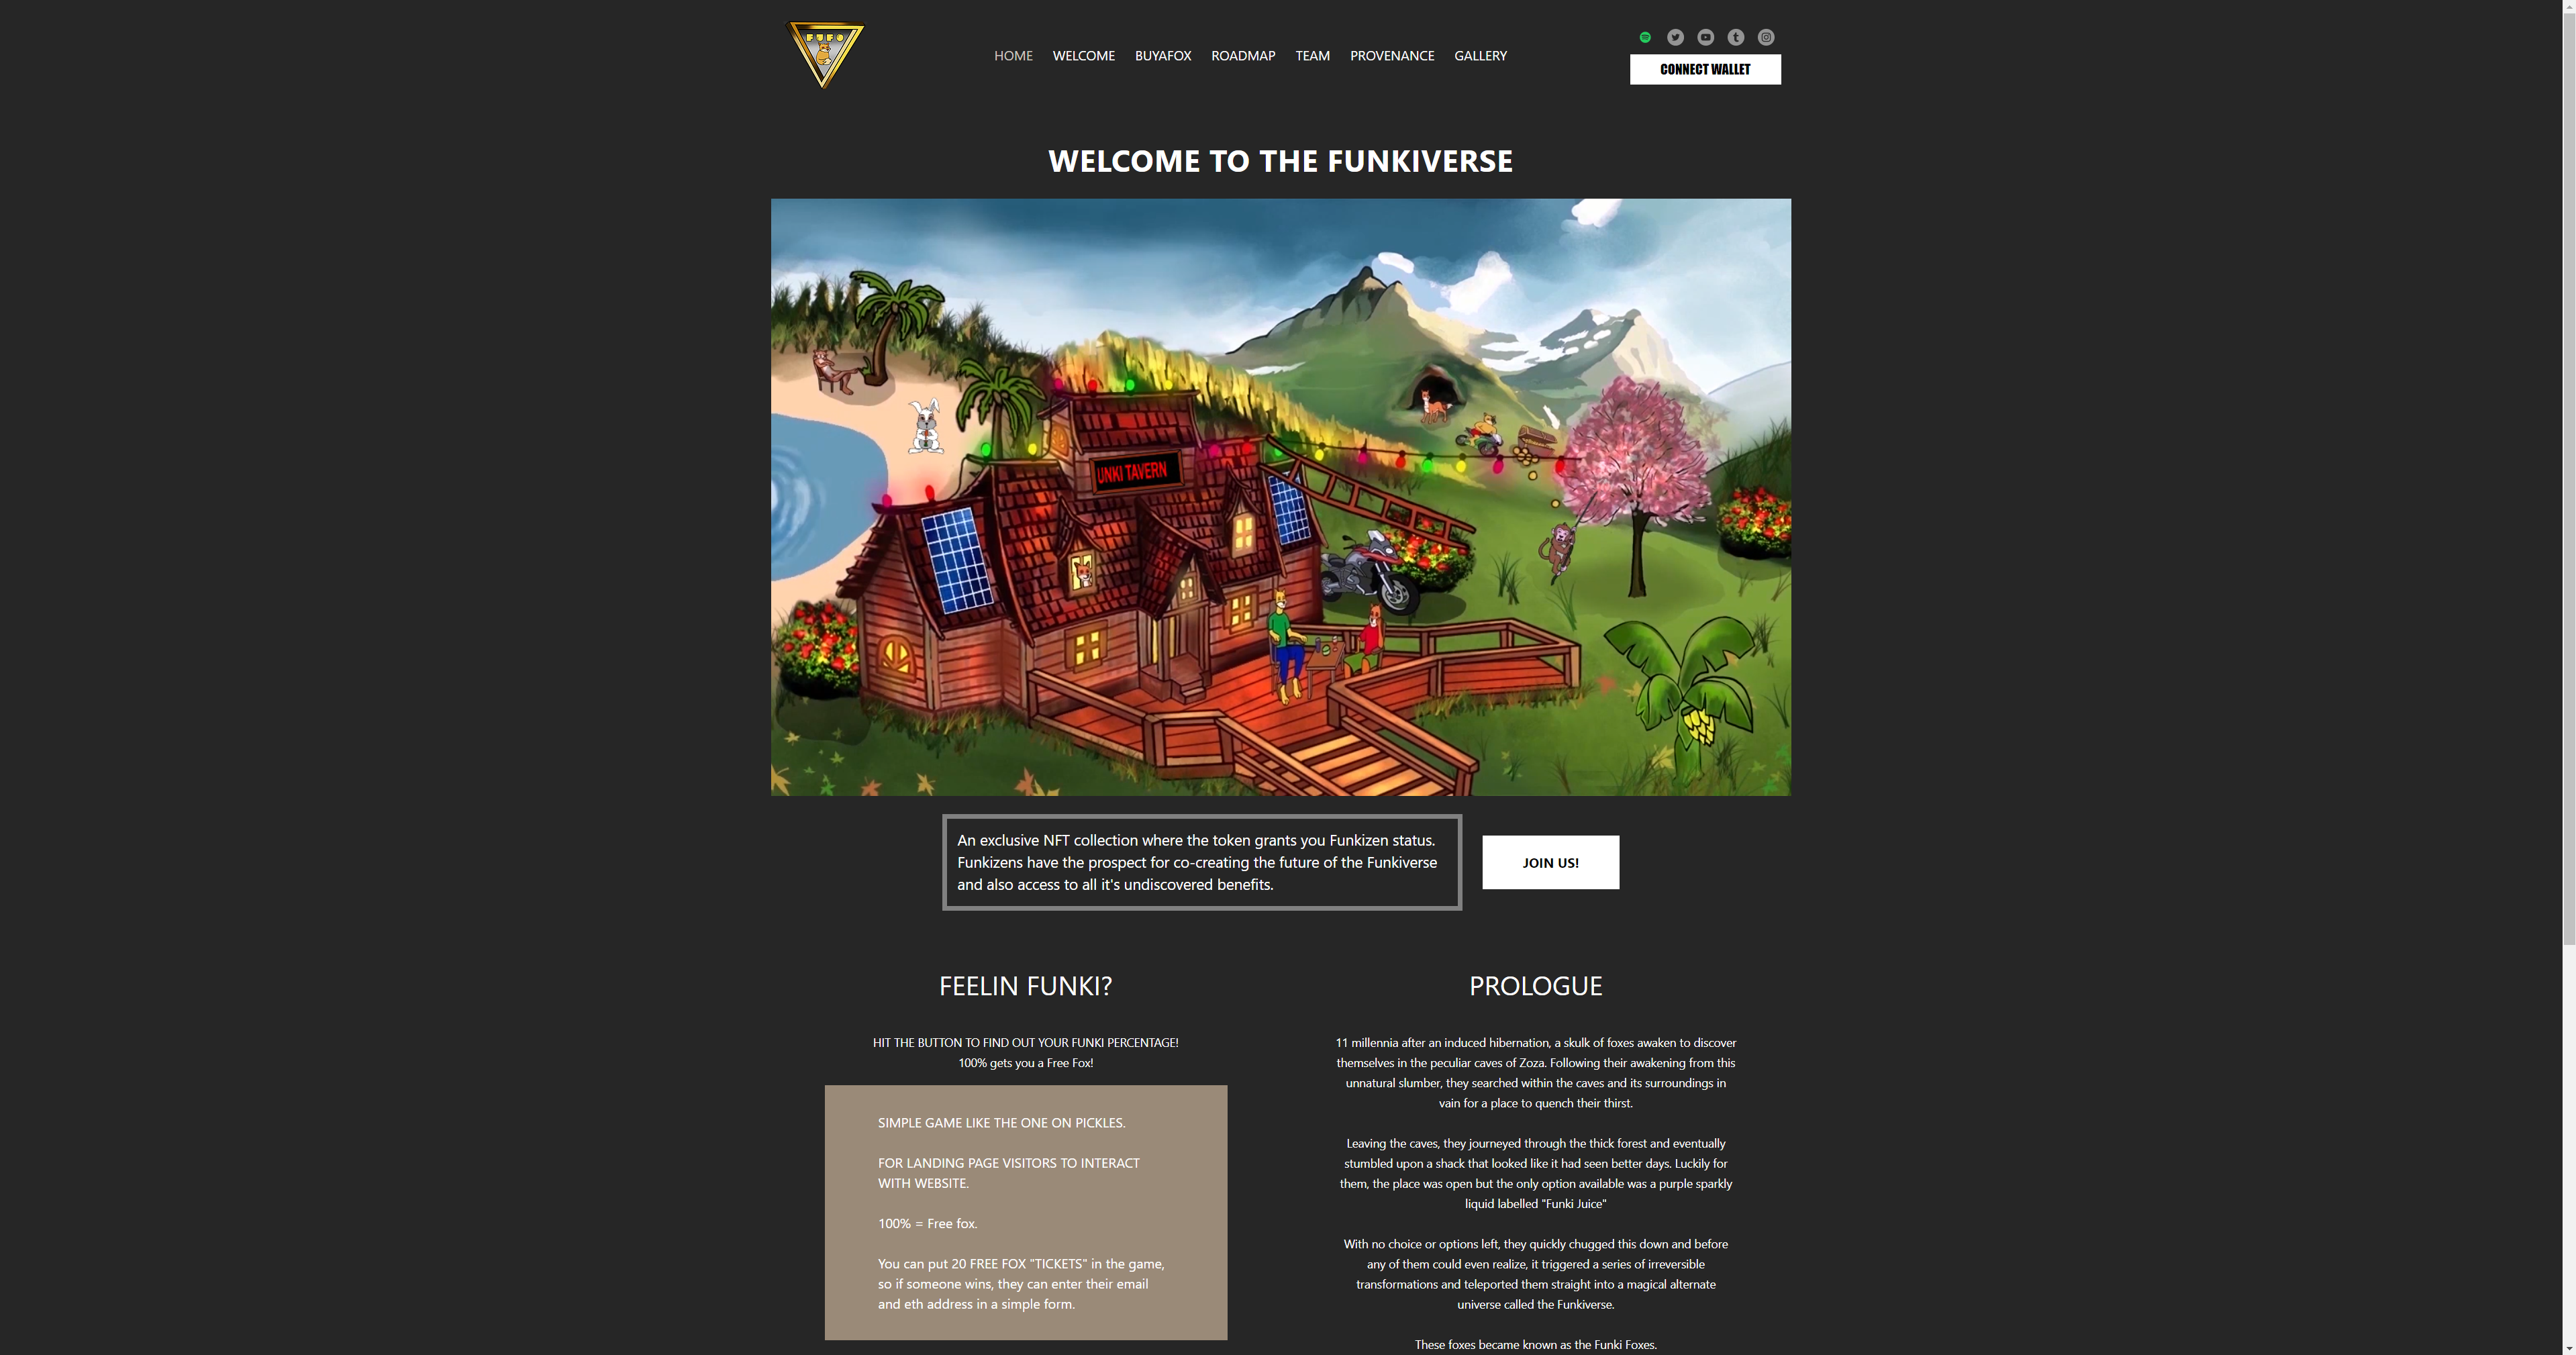 FUFO
HOME WELCOME BUYAFOX ROADMAP TEAM PROVENANCE GALLERY
CONNECT WALLET
WELCOME TO THE FUNKIVERSE
UNKI TAVERN
An exclusive NFT collection where the token grants you Funkizen status.
Funkizens have the prospect for co-creating the future of the Funkiverse
and also access to all it's undiscovered benefits.
JOIN US!
FEELIN FUNKI?
HIT THE BUTTON TO FIND OUT YOUR FUNKI PERCENTAGE!
100% gets you a Free Fox!
SIMPLE GAME LIKE THE ONE ON PICKLES.
FOR LANDING PAGE VISITORS TO INTERACT
WITH WEBSITE.
100% = Free fox.
You can put 20 FREE FOX "TICKETS" in the game,
so if someone wins, they can enter their email
and eth address in a simple form.
PROLOGUE
11 millennia after an induced hibernation, a skulk of foxes awaken to discover
themselves in the peculiar caves of Zoza. Following their awakening from this
unnatural slumber, they searched within the caves and its surroundings in
vain for a place to quench their thirst.
Leaving the caves, they journeyed through the thick forest and eventually
stumbled upon a shack that looked like it had seen better days. Luckily for
them, the place was open but the only option available was a purple sparkly
liquid labelled "Funki Juice"
With no choice or options left, they quickly chugged this down and before
any of them could even realize, it triggered a series of irreversible
transformations and teleported them straight into a magical alternate
universe called the Funkiverse.
These foxes became known as the Funki Foxes.